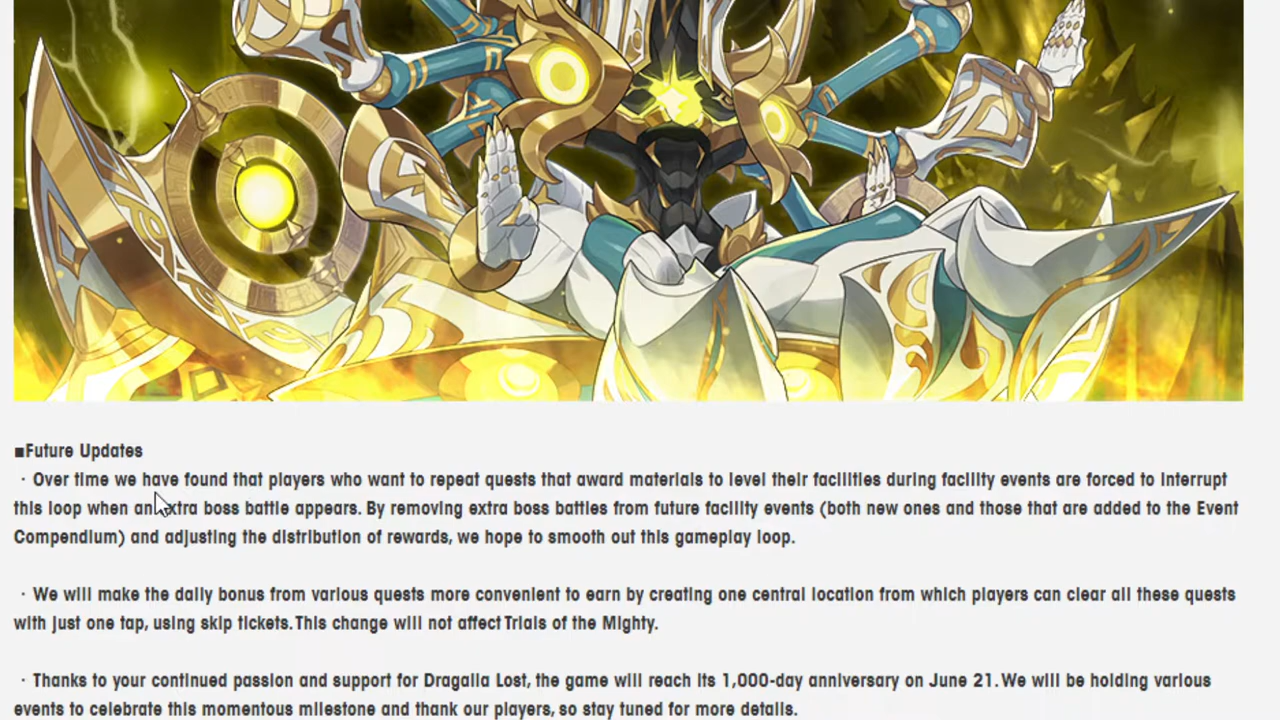 ■Future Updates
・Over time we have found that players who want to repeat quests that award materials to level their facilities during facility events are forced to interrupt
this loop when an extra boss battle appears. By removing extra boss battles from future facility events (both new ones and those that are added to the Event
Compendium) and adjusting the distribution of rewards, we hope to smooth out this gameplay loop.
・We will make the daily bonus from various quests more convenient to earn by creating one central location from which players can clear all these quests
with just one tap, using skip tickets. This change will not affect Trials of the Mighty.
・Thanks to your continued passion and support for Dragalia Lost, the game will reach its 1,000-day anniversary on June 21. We will be holding various
events to celebrate this momentous milestone and thank our players, so stay tuned for more details.